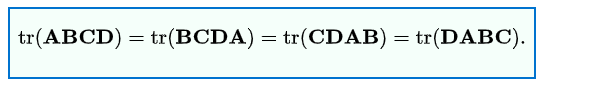 tr(ABCD) = tr(BCDA) = tr(CDAB) = tr(DABC).